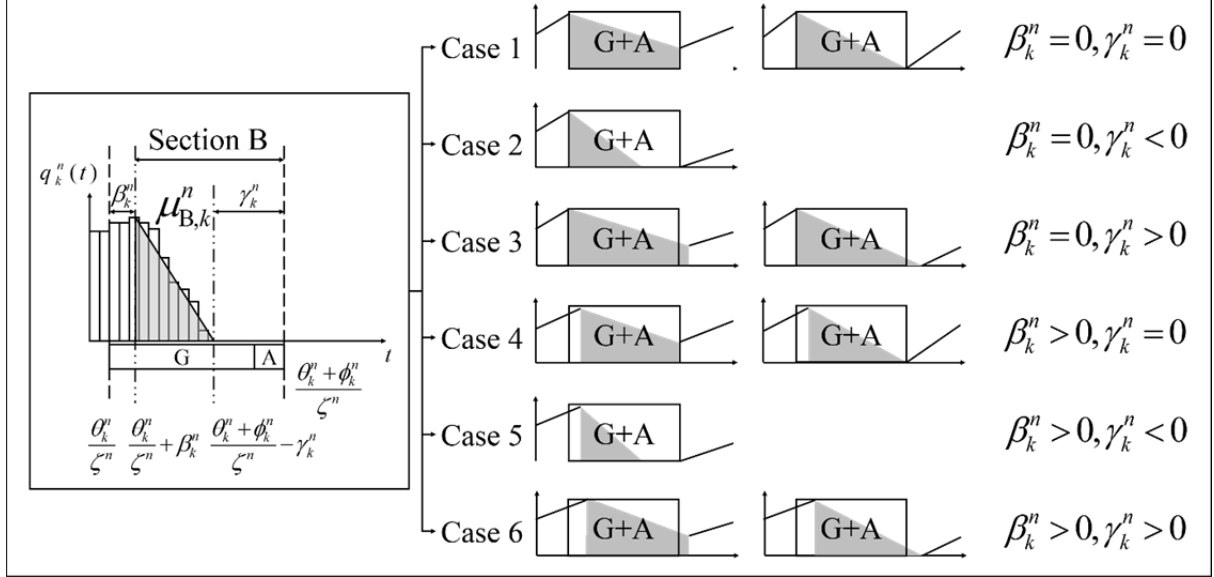 Section B
q_k^n(t)
β_k^n
μ_{B,k}^n
γ_k^n
G
A
t
θ_k^n/ζ^n
θ_k^n/ζ^n + β_k^n
(θ_k^n + ϕ_k^n)/ζ^n − γ_k^n
(θ_k^n + ϕ_k^n)/ζ^n
Case 1 G+A G+A β_k^n = 0, γ_k^n = 0
Case 2 G+A β_k^n = 0, γ_k^n < 0
Case 3 G+A G+A β_k^n = 0, γ_k^n > 0
Case 4 G+A G+A β_k^n > 0, γ_k^n = 0
Case 5 G+A β_k^n > 0, γ_k^n < 0
Case 6 G+A G+A β_k^n > 0, γ_k^n > 0